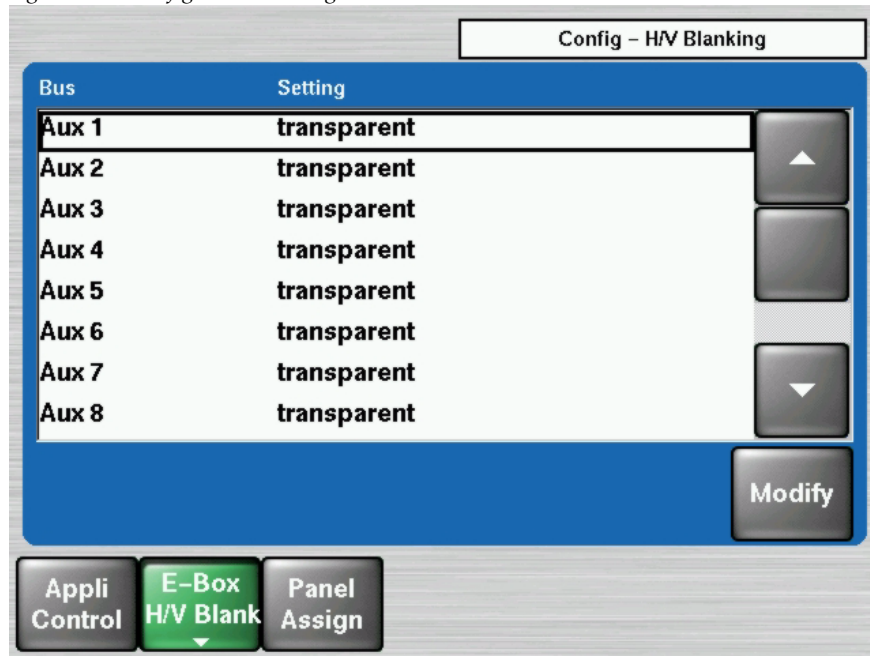 Config – H/V Blanking
Bus Setting
Aux 1 transparent
Aux 2 transparent
Aux 3 transparent
Aux 4 transparent
Aux 5 transparent
Aux 6 transparent
Aux 7 transparent
Aux 8 transparent
Modify
Appli Control
E–Box H/V Blank
Panel Assign